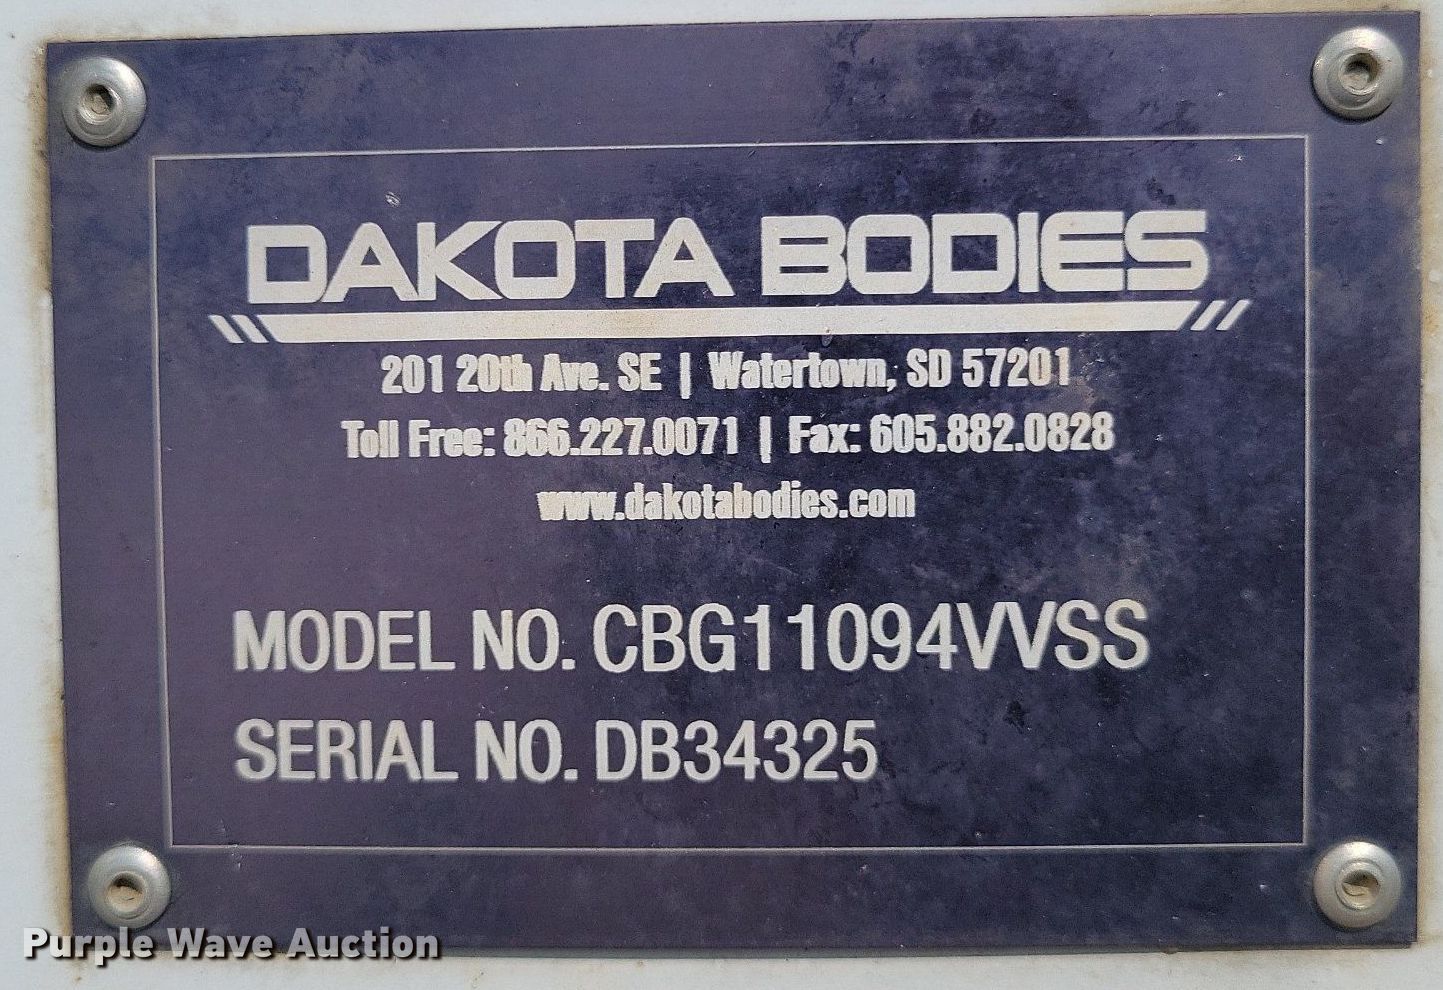 DAKOTA BODIES
201 20th Ave. SE | Watertown, SD 57201
Toll Free: 866.227.0071 | Fax: 605.882.0828
www.dakotabodies.com
MODEL NO. CBG11094VVSS
SERIAL NO. DB34325
Purple Wave Auction